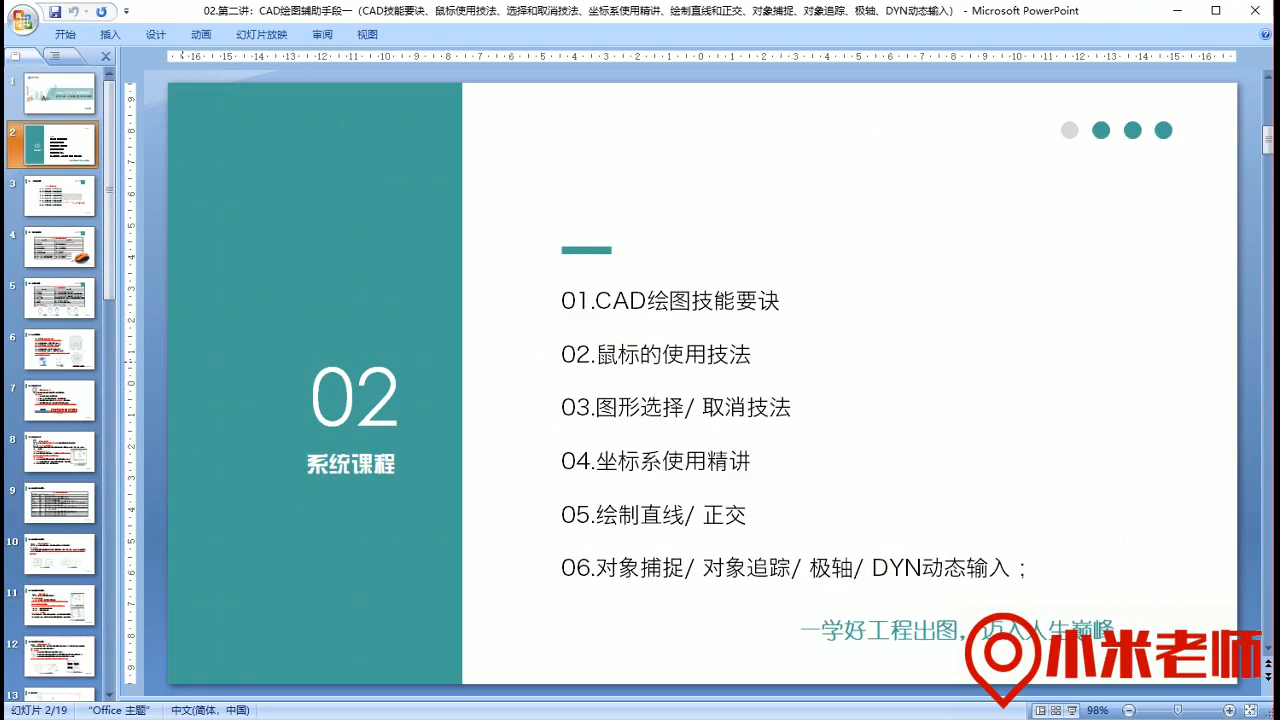 02.第二讲：CAD绘图辅助手段一（CAD技能要诀、鼠标使用技法、选择和取消技法、坐标系使用精讲、绘制直线和正交、对象捕捉、对象追踪、极轴、DYN动态输入） - Microsoft PowerPoint
开始 插入 设计 动画 幻灯片放映 审阅 视图
01.CAD绘图技能要诀
02.鼠标的使用技法
03.图形选择/ 取消技法
04.坐标系使用精讲
05.绘制直线/ 正交
06.对象捕捉/ 对象追踪/ 极轴/ DYN动态输入；
02
系统课程
一学好工程出图，迈入人生巅峰
小米老师
幻灯片 2/19 "Office 主题" 中文(简体，中国) 98%